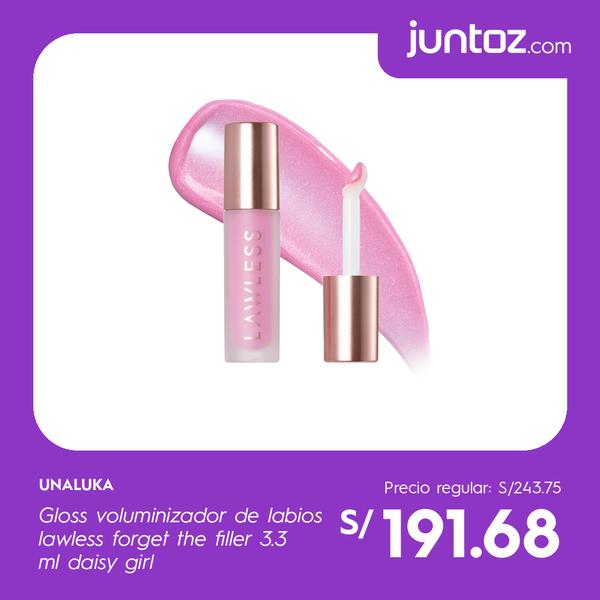 juntoz.com
LAWLESS
UNALUKA
Gloss voluminizador de labios
lawless forget the filler 3.3
ml daisy girl
Precio regular: S/243.75
S/191.68